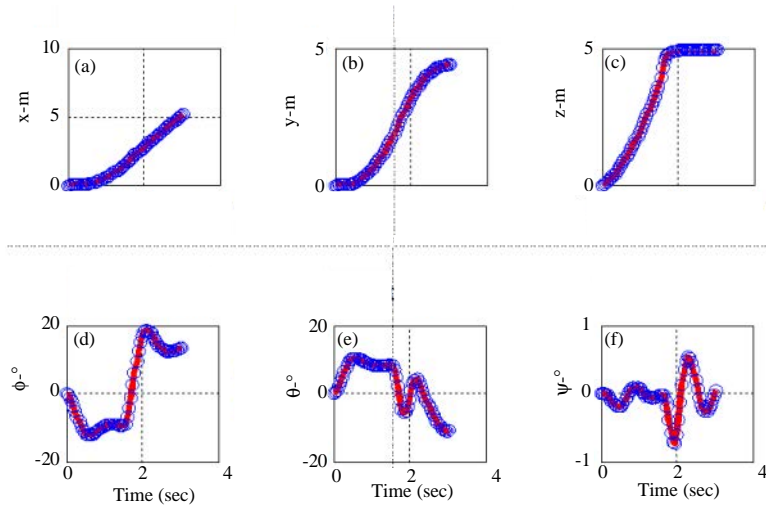 10
(a)
x-m
5
0
5
(b)
y-m
0
5
(c)
z-m
0
20
(d)
ϕ-°
0
-20
0 2 4
Time (sec)
20
(e)
θ-°
0
-20
0 2 4
Time (sec)
1
(f)
ψ-°
0
-1
0 2 4
Time (sec)